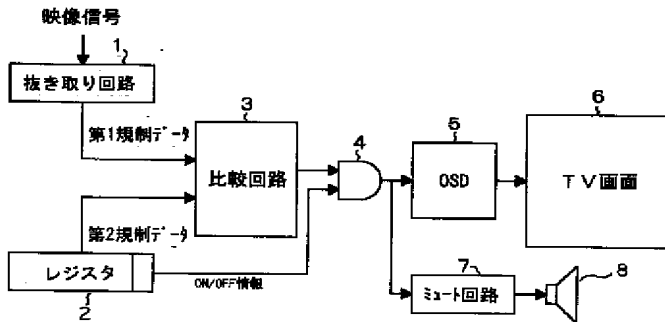 映像信号
1
抜き取り回路
第1規制データ
3
比較回路
4
5
OSD
6
TV画面
第2規制データ
レジスタ
2
ON/OFF情報
7
ミュート回路
8